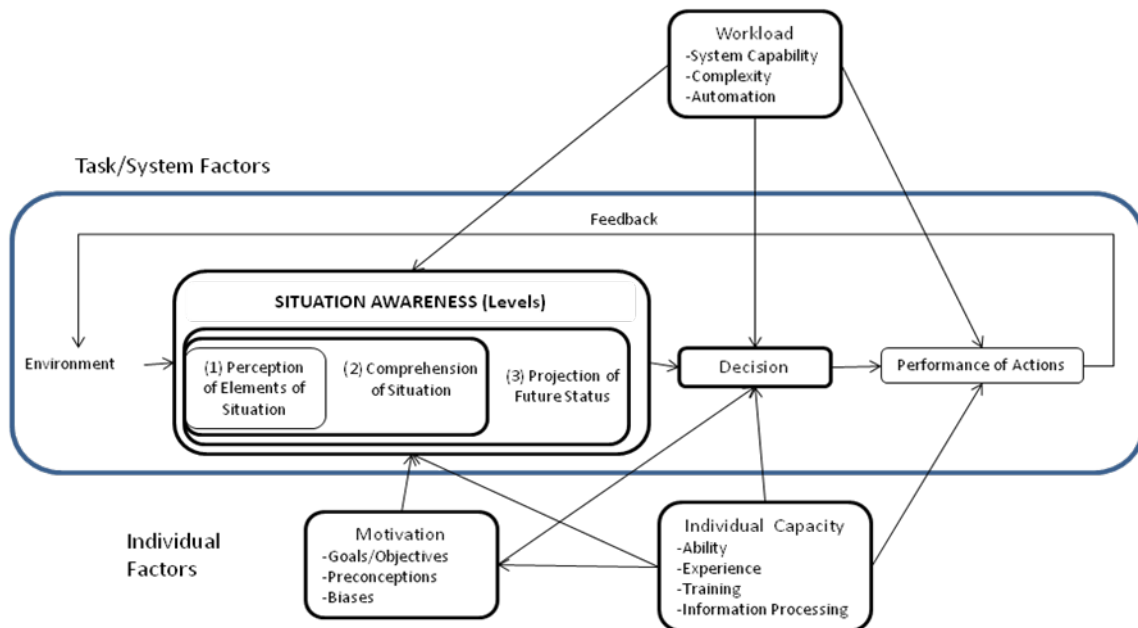 Workload
-System Capability
-Complexity
-Automation
Task/System Factors
Feedback
SITUATION AWARENESS (Levels)
Environment
(1) Perception
of Elements of
Situation
(2) Comprehension
of Situation
(3) Projection of
Future Status
Decision
Performance of Actions
Individual
Factors
Motivation
-Goals/Objectives
-Preconceptions
-Biases
Individual Capacity
-Ability
-Experience
-Training
-Information Processing